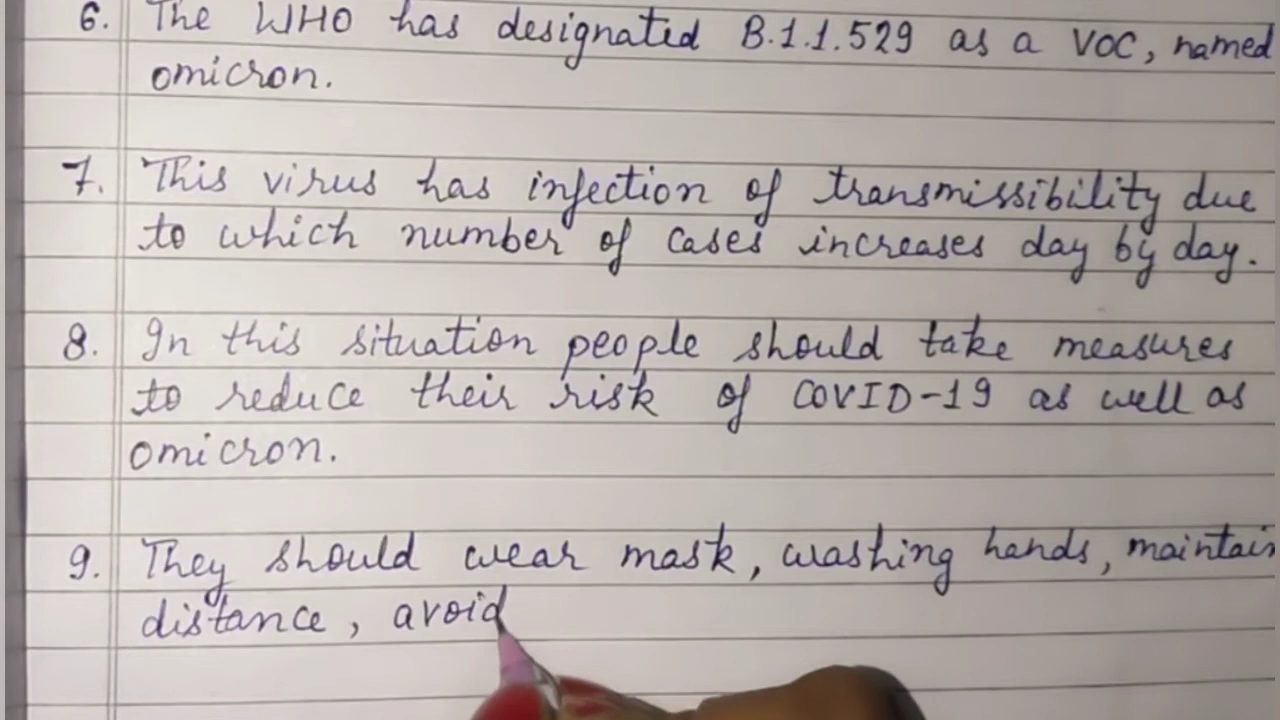 6. The WHO has designated B.1.1.529 as a VOC, named
omicron.
7. This virus has infection of transmissibility due
to which number of cases increases day by day.
8. In this situation people should take measures
to reduce their risk of COVID-19 as well as
omicron.
9. They should wear mask, washing hands, maintain
distance, avoid